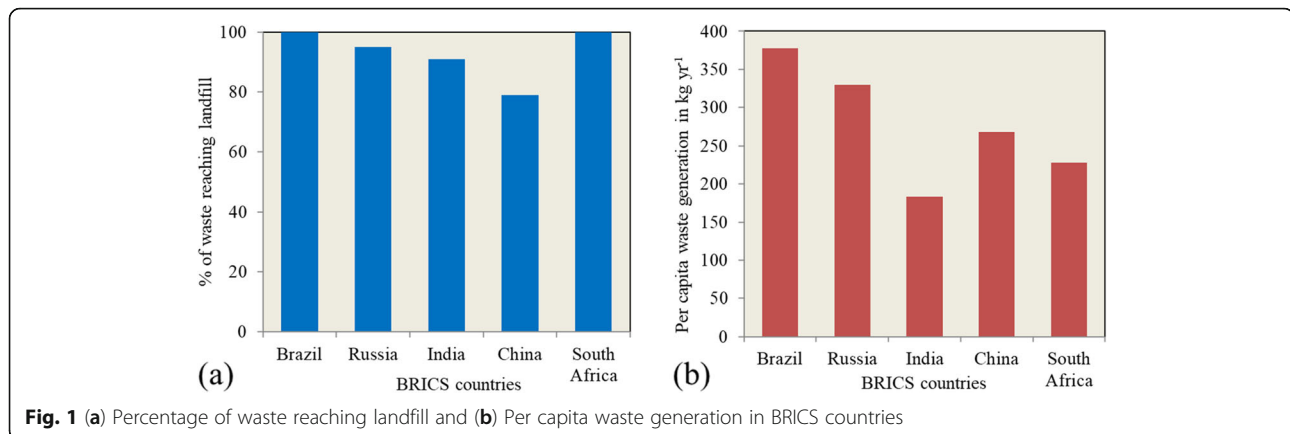 100
80
60
40
20
0
% of waste reaching landfill
Brazil Russia India China South
Africa
BRICS countries
(a)
400
350
300
250
200
150
100
50
0
Per capita waste generation in kg yr⁻¹
Brazil Russia India China South
Africa
BRICS countries
(b)
Fig. 1 (a) Percentage of waste reaching landfill and (b) Per capita waste generation in BRICS countries